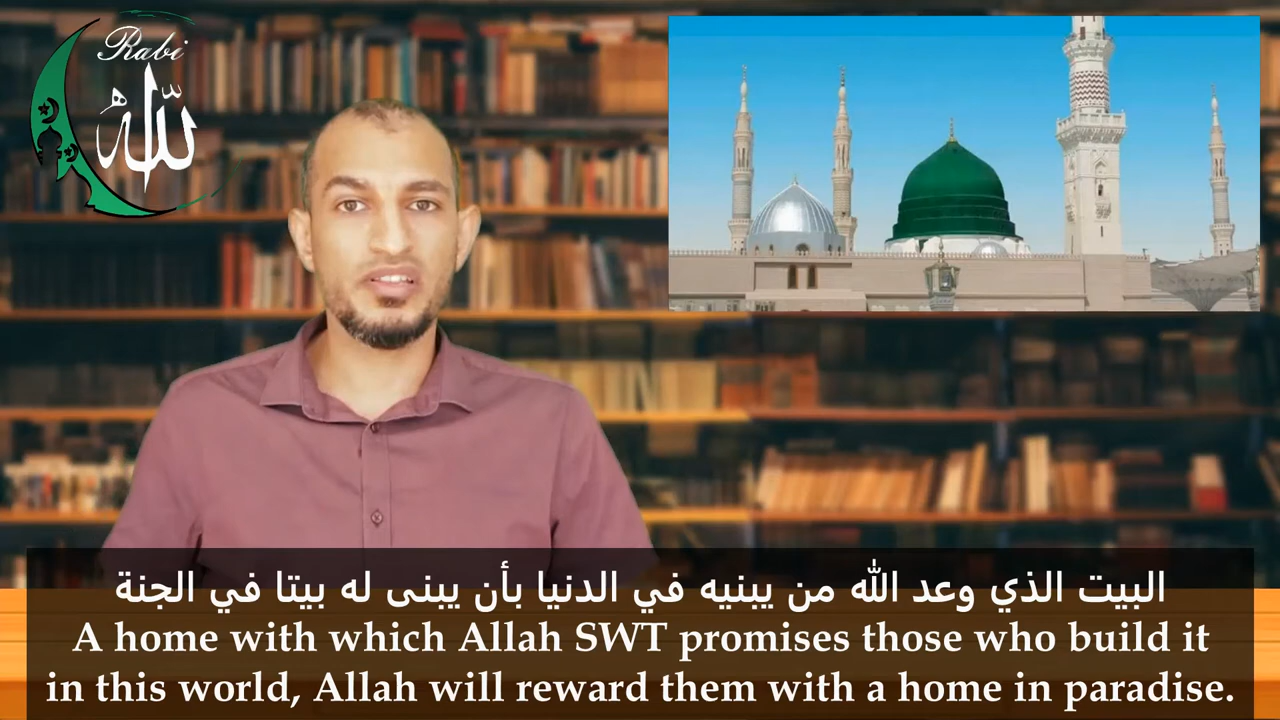 Rabi
الله
البيت الذي وعد الله من يبنيه في الدنيا بأن يبنى له بيتا في الجنة
A home with which Allah SWT promises those who build it
in this world, Allah will reward them with a home in paradise.